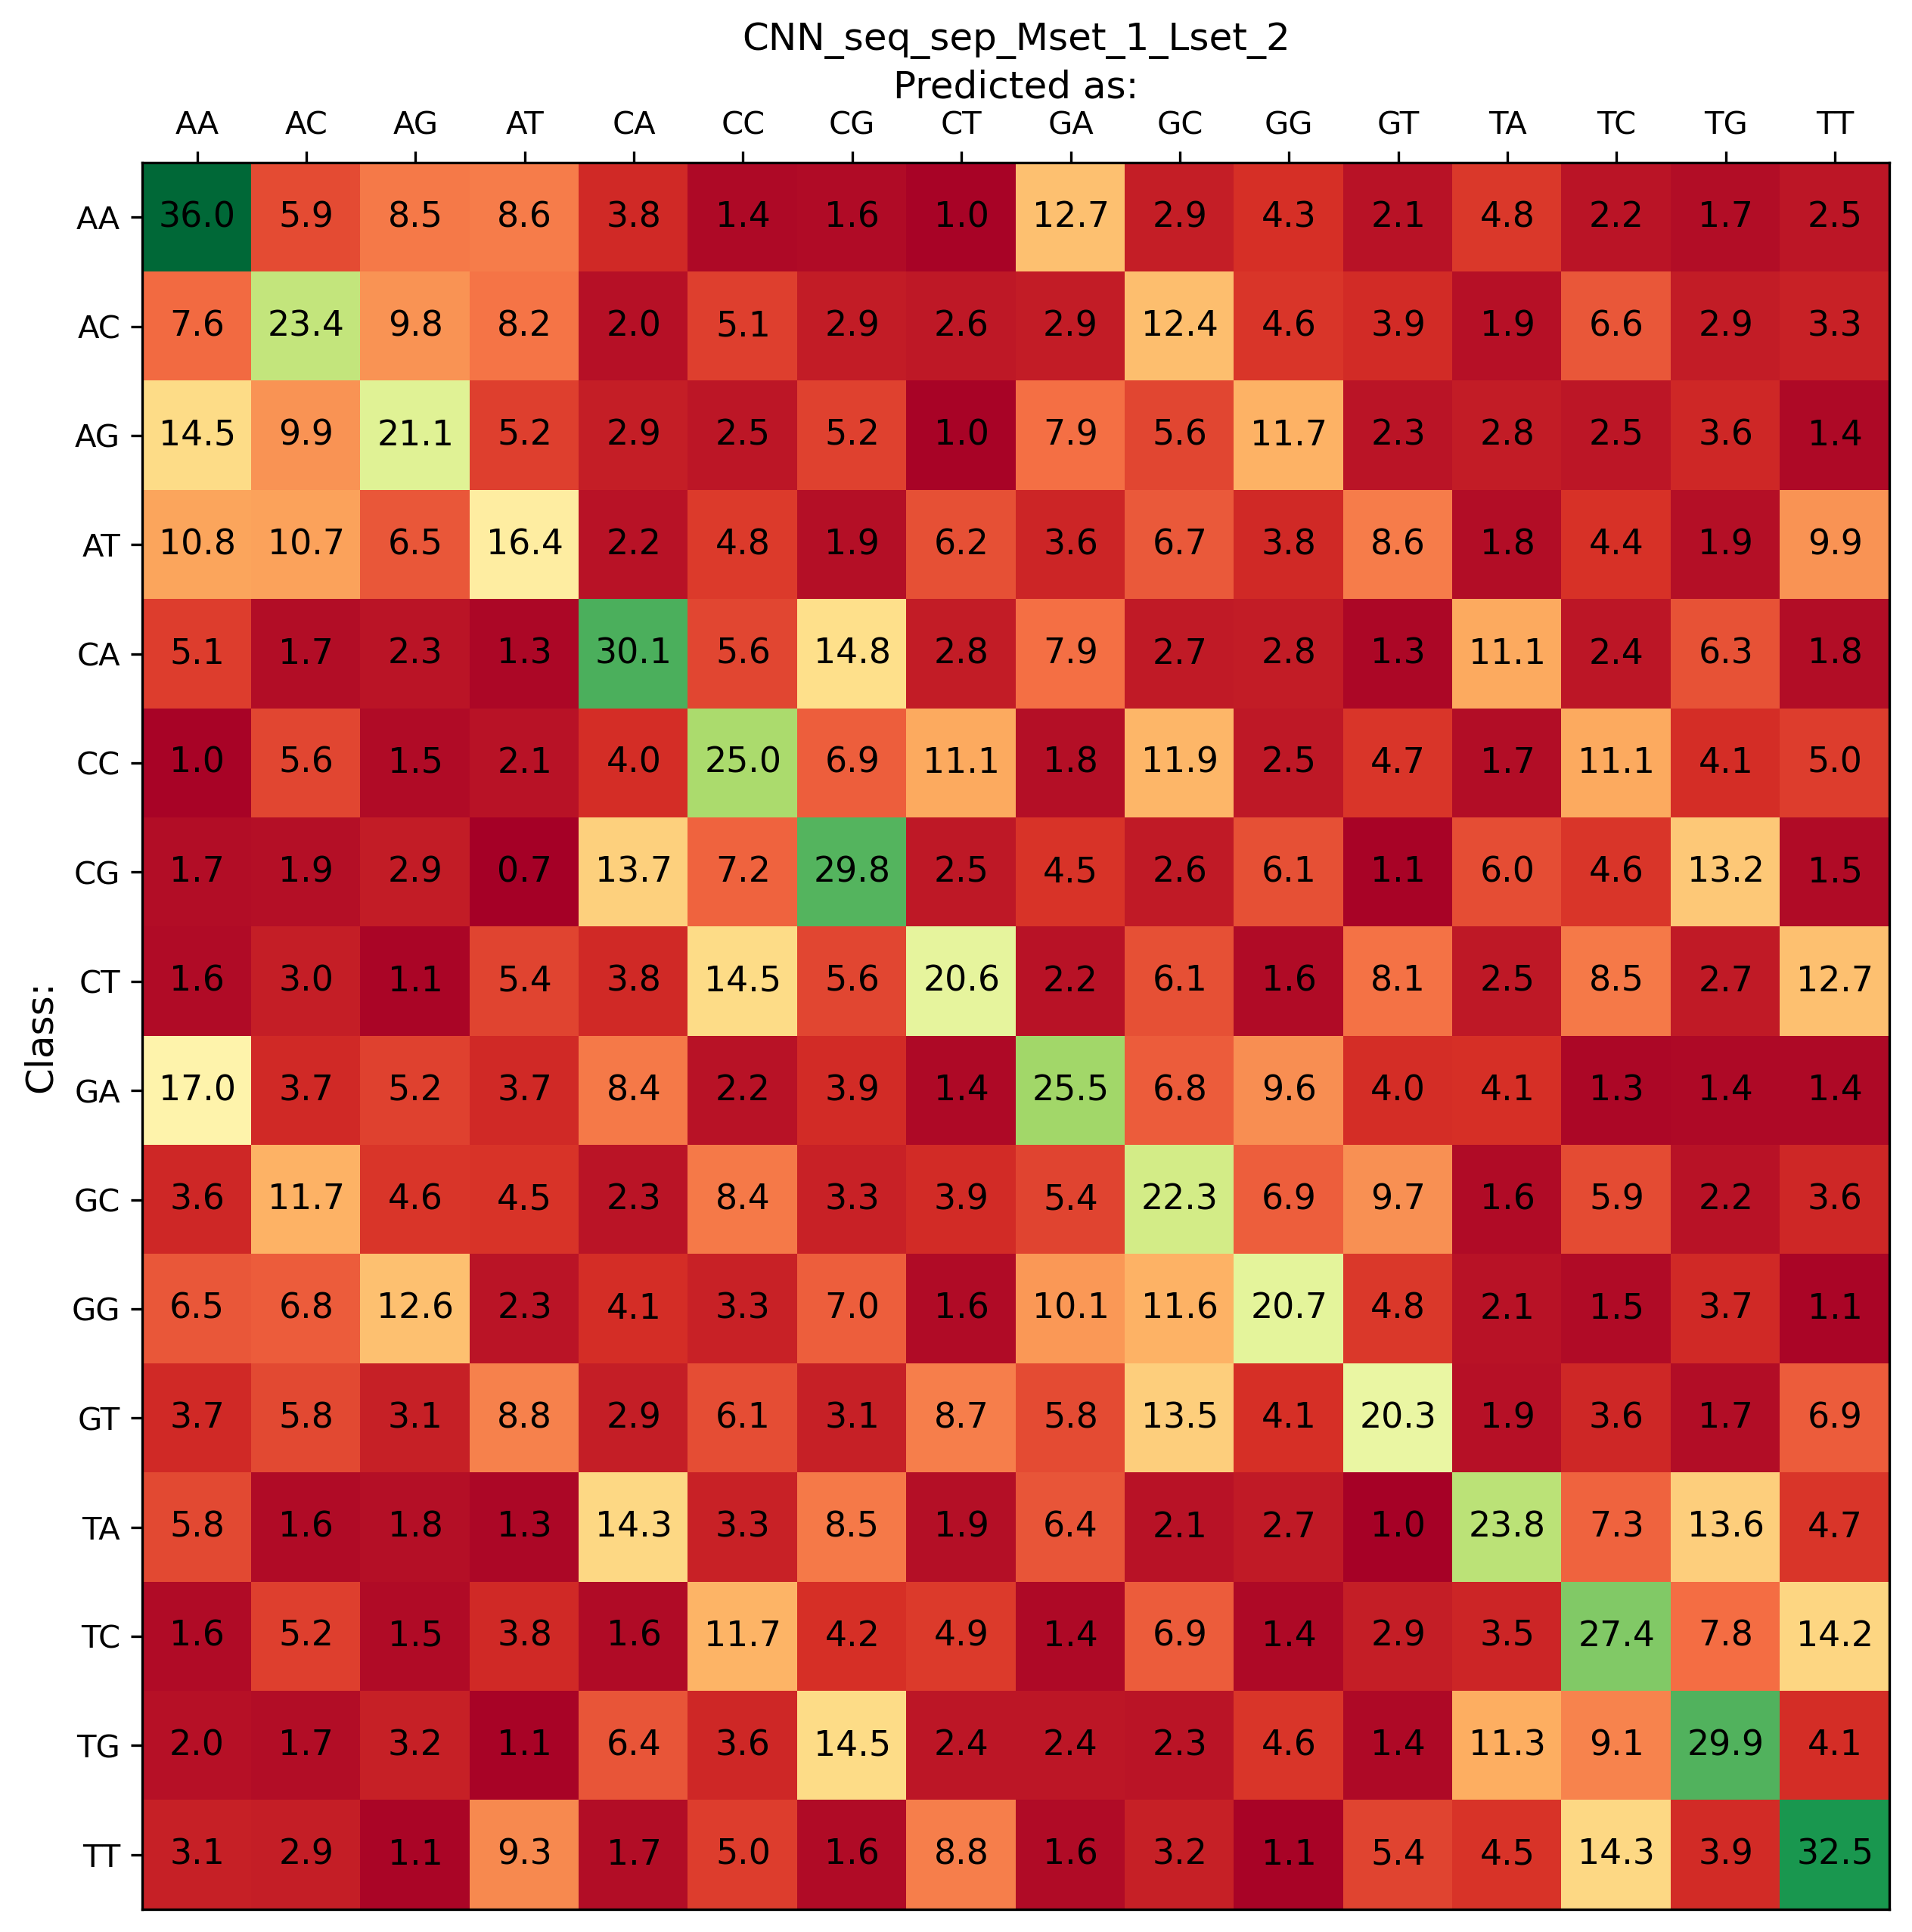 CNN_seq_sep_Mset_1_Lset_2
Predicted as:
AA AC AG AT CA CC CG CT GA GC GG GT TA TC TG TT
AA 36.0 5.9 8.5 8.6 3.8 1.4 1.6 1.0 12.7 2.9 4.3 2.1 4.8 2.2 1.7 2.5
AC 7.6 23.4 9.8 8.2 2.0 5.1 2.9 2.6 2.9 12.4 4.6 3.9 1.9 6.6 2.9 3.3
AG 14.5 9.9 21.1 5.2 2.9 2.5 5.2 1.0 7.9 5.6 11.7 2.3 2.8 2.5 3.6 1.4
AT 10.8 10.7 6.5 16.4 2.2 4.8 1.9 6.2 3.6 6.7 3.8 8.6 1.8 4.4 1.9 9.9
CA 5.1 1.7 2.3 1.3 30.1 5.6 14.8 2.8 7.9 2.7 2.8 1.3 11.1 2.4 6.3 1.8
CC 1.0 5.6 1.5 2.1 4.0 25.0 6.9 11.1 1.8 11.9 2.5 4.7 1.7 11.1 4.1 5.0
CG 1.7 1.9 2.9 0.7 13.7 7.2 29.8 2.5 4.5 2.6 6.1 1.1 6.0 4.6 13.2 1.5
CT 1.6 3.0 1.1 5.4 3.8 14.5 5.6 20.6 2.2 6.1 1.6 8.1 2.5 8.5 2.7 12.7
Class:
GA 17.0 3.7 5.2 3.7 8.4 2.2 3.9 1.4 25.5 6.8 9.6 4.0 4.1 1.3 1.4 1.4
GC 3.6 11.7 4.6 4.5 2.3 8.4 3.3 3.9 5.4 22.3 6.9 9.7 1.6 5.9 2.2 3.6
GG 6.5 6.8 12.6 2.3 4.1 3.3 7.0 1.6 10.1 11.6 20.7 4.8 2.1 1.5 3.7 1.1
GT 3.7 5.8 3.1 8.8 2.9 6.1 3.1 8.7 5.8 13.5 4.1 20.3 1.9 3.6 1.7 6.9
TA 5.8 1.6 1.8 1.3 14.3 3.3 8.5 1.9 6.4 2.1 2.7 1.0 23.8 7.3 13.6 4.7
TC 1.6 5.2 1.5 3.8 1.6 11.7 4.2 4.9 1.4 6.9 1.4 2.9 3.5 27.4 7.8 14.2
TG 2.0 1.7 3.2 1.1 6.4 3.6 14.5 2.4 2.4 2.3 4.6 1.4 11.3 9.1 29.9 4.1
TT 3.1 2.9 1.1 9.3 1.7 5.0 1.6 8.8 1.6 3.2 1.1 5.4 4.5 14.3 3.9 32.5